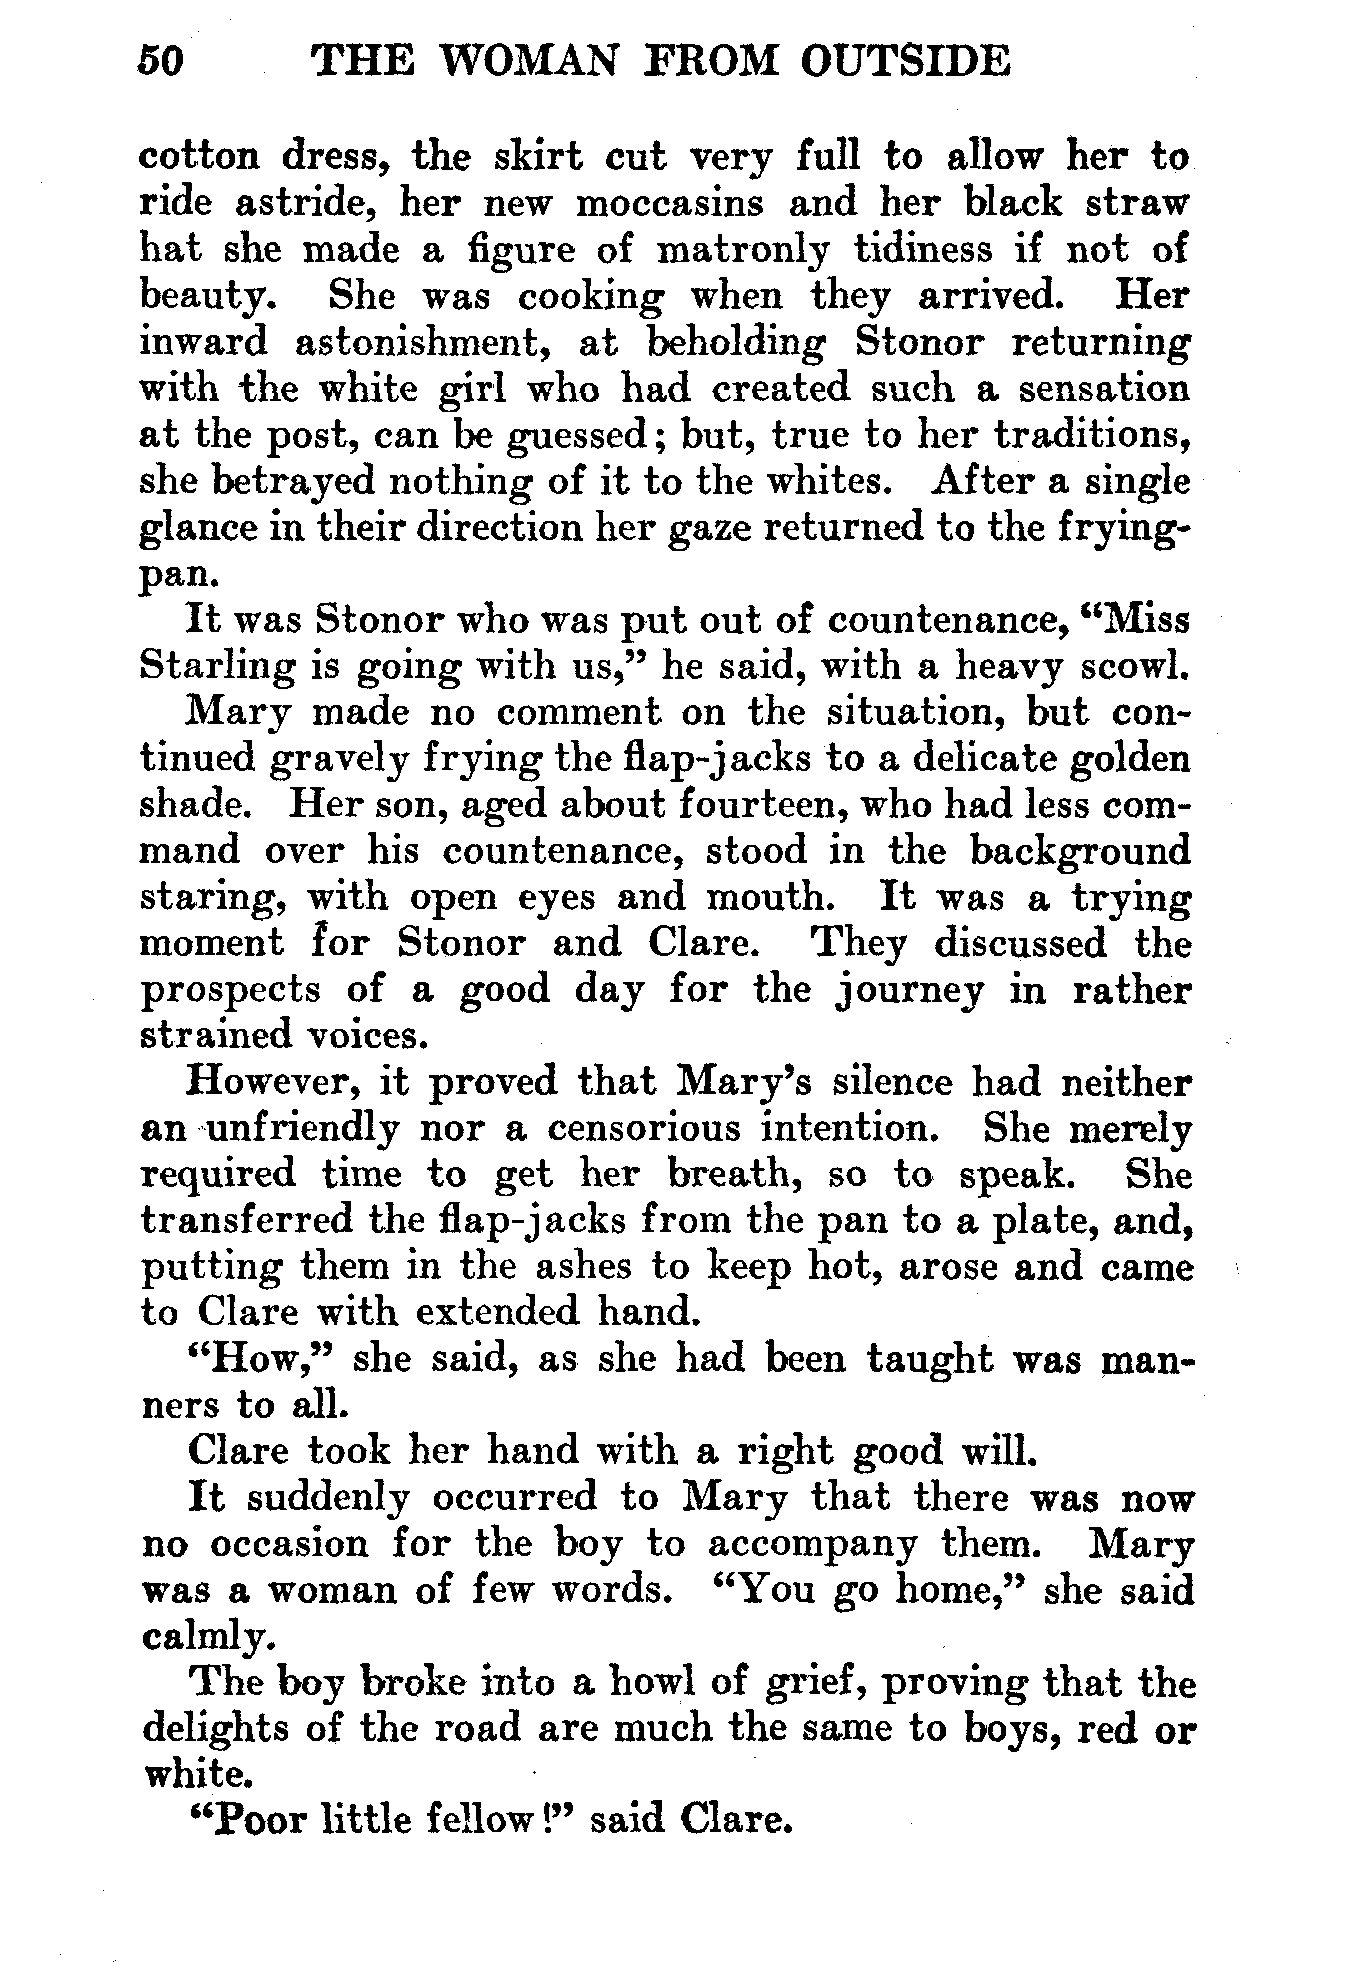 50 THE WOMAN FROM OUTSIDE
cotton dress, the skirt cut very full to allow her to
ride astride, her new moccasins and her black straw
hat she made a figure of matronly tidiness if not of
beauty. She was cooking when they arrived. Her
inward astonishment, at beholding Stonor returning
with the white girl who had created such a sensation
at the post, can be guessed; but, true to her traditions,
she betrayed nothing of it to the whites. After a single
glance in their direction her gaze returned to the frying-
pan.
It was Stonor who was put out of countenance, “Miss
Starling is going with us,” he said, with a heavy scowl.
Mary made no comment on the situation, but con-
tinued gravely frying the flap-jacks to a delicate golden
shade. Her son, aged about fourteen, who had less com-
mand over his countenance, stood in the background
staring, with open eyes and mouth. It was a trying
moment for Stonor and Clare. They discussed the
prospects of a good day for the journey in rather
strained voices.
However, it proved that Mary’s silence had neither
an unfriendly nor a censorious intention. She merely
required time to get her breath, so to speak. She
transferred the flap-jacks from the pan to a plate, and,
putting them in the ashes to keep hot, arose and came
to Clare with extended hand.
“How,” she said, as she had been taught was man-
ners to all.
Clare took her hand with a right good will.
It suddenly occurred to Mary that there was now
no occasion for the boy to accompany them. Mary
was a woman of few words. “You go home,” she said
calmly.
The boy broke into a howl of grief, proving that the
delights of the road are much the same to boys, red or
white.
“Poor little fellow!” said Clare.